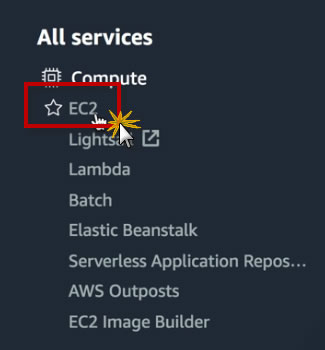 All services
Compute
EC2
Lights
Lambda
Batch
Elastic Beanstalk
Serverless Application Repos...
AWS Outposts
EC2 Image Builder